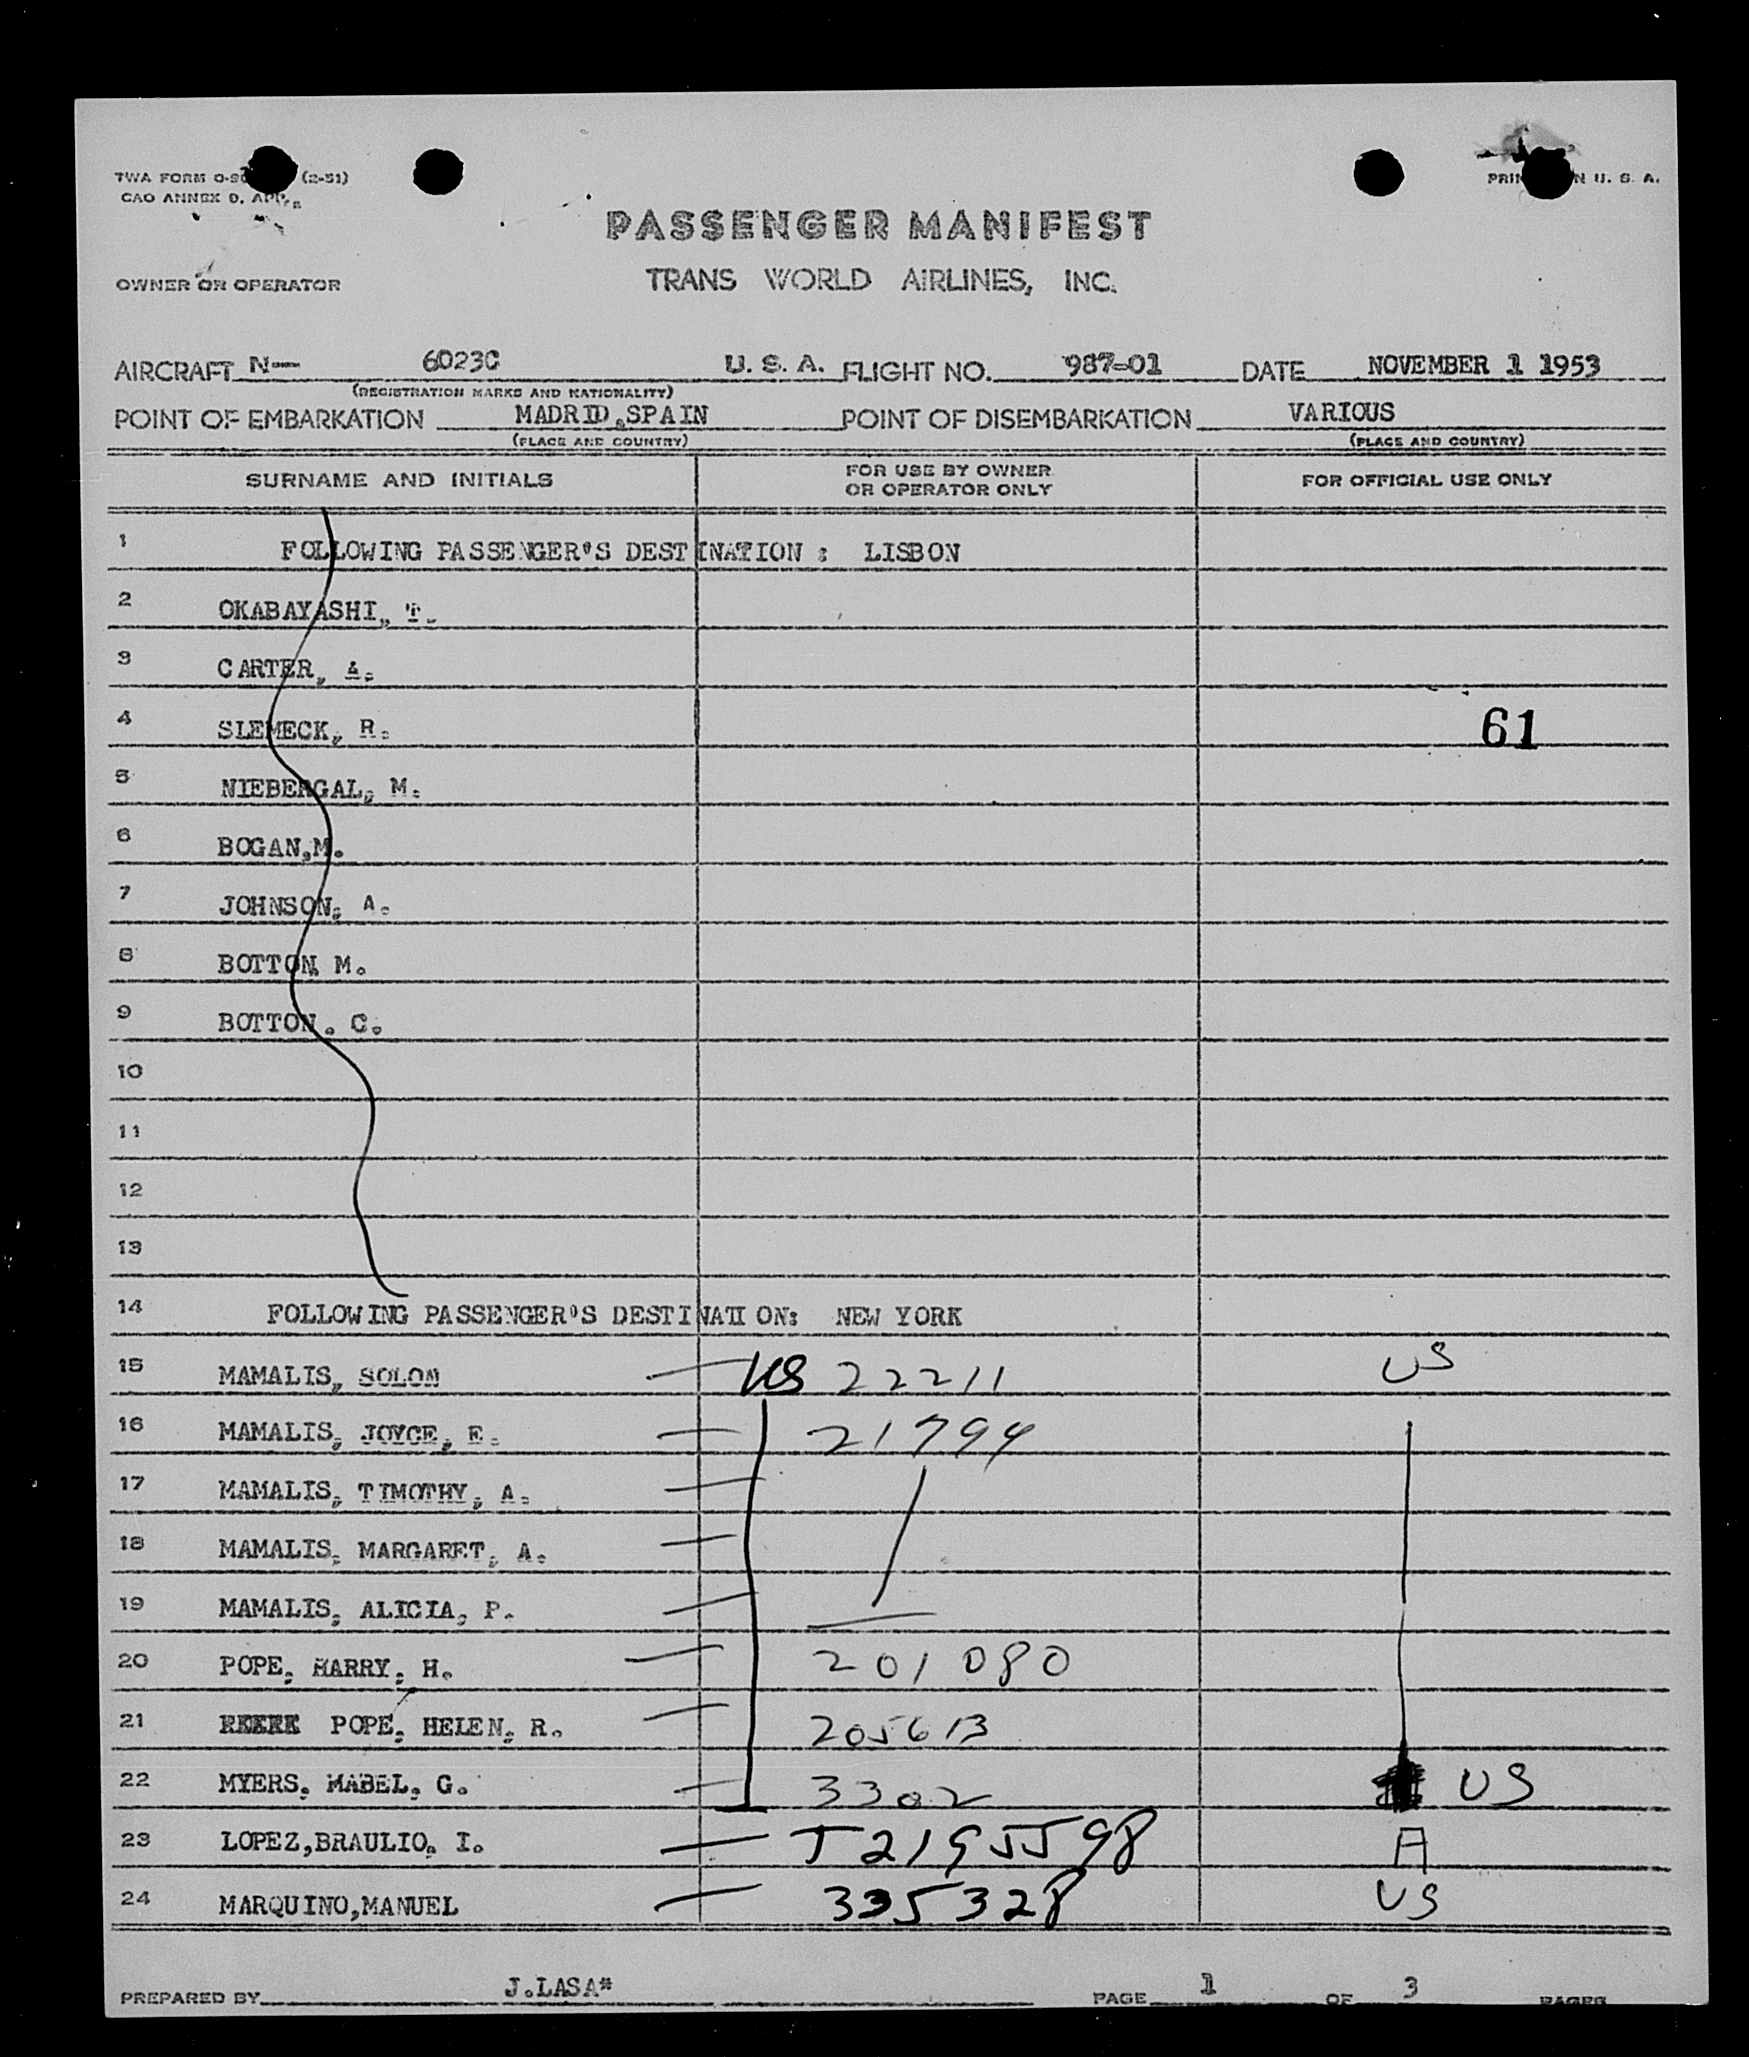 TWA FORM O-9 (2-51)
CAO ANNEX 9, APP.
PRIN N U. S. A.
PASSENGER MANIFEST
OWNER OR OPERATOR
TRANS WORLD AIRLINES, INC.
AIRCRAFT N— 6023C U. S. A. FLIGHT NO. 987-01 DATE NOVEMBER 1 1953
(REGISTRATION MARKS AND NATIONALITY)
POINT OF EMBARKATION MADRID,SPAIN POINT OF DISEMBARKATION VARIOUS
(PLACE AND COUNTRY) (PLACE AND COUNTRY)
SURNAME AND INITIALS FOR USE BY OWNER OR OPERATOR ONLY FOR OFFICIAL USE ONLY
1 FOLLOWING PASSENGER'S DESTINATION : LISBON
2 OKABAYASHI, T.
3 CARTER, A.
4 SLEMECK, R. 61
5 NIEBERGAL, M.
6 BOGAN,M.
7 JOHNSON, A.
8 BOTTON, M.
9 BOTTON. C.
10
11
12
13
14 FOLLOWING PASSENGER'S DESTINATION: NEW YORK
15 MAMALIS, SOLON — US 22211 US
16 MAMALIS, JOYCE, E. — 21794
17 MAMALIS, TIMOTHY, A. —
18 MAMALIS, MARGARET, A. —
19 MAMALIS, ALICIA, P. —
20 POPE, HARRY, H. — 201080
21 POPE, HELEN, R. — 205613
22 MYERS, MABEL, G. — 3302 US
23 LOPEZ,BRAULIO, I. — T2195598 A
24 MARQUINO,MANUEL — 335328 US
PREPARED BY J.LASA* PAGE 1 OF 3 PAGES